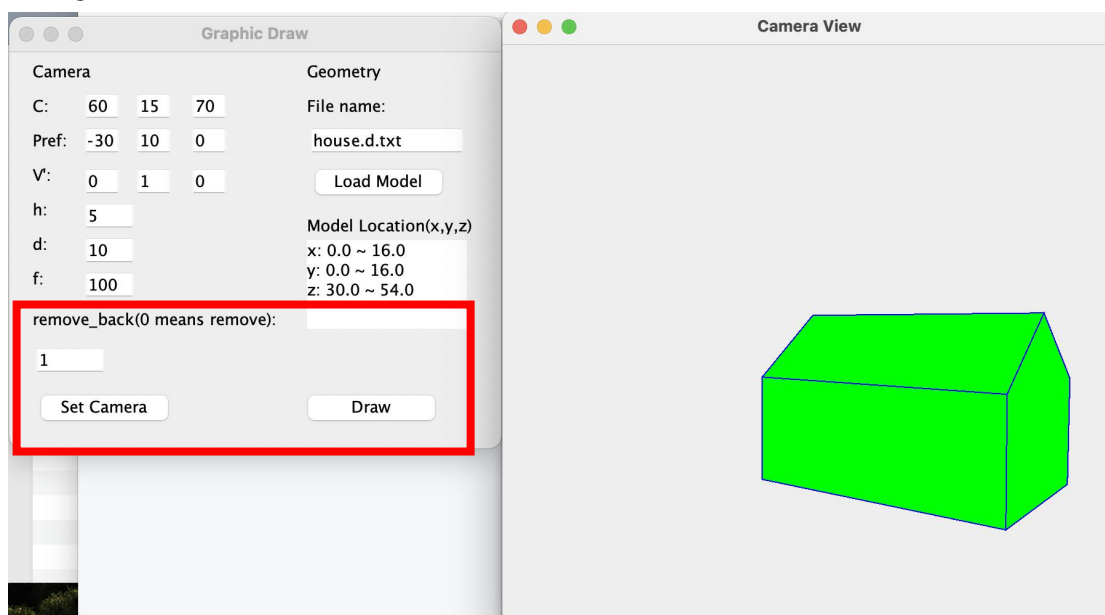 Graphic Draw
Camera View
Camera
Geometry
C: 60 15 70
File name:
Pref: -30 10 0
house.d.txt
V': 0 1 0
Load Model
h: 5
Model Location(x,y,z)
d: 10
x: 0.0 ~ 16.0
y: 0.0 ~ 16.0
f: 100
z: 30.0 ~ 54.0
remove_back(0 means remove):
1
Set Camera
Draw